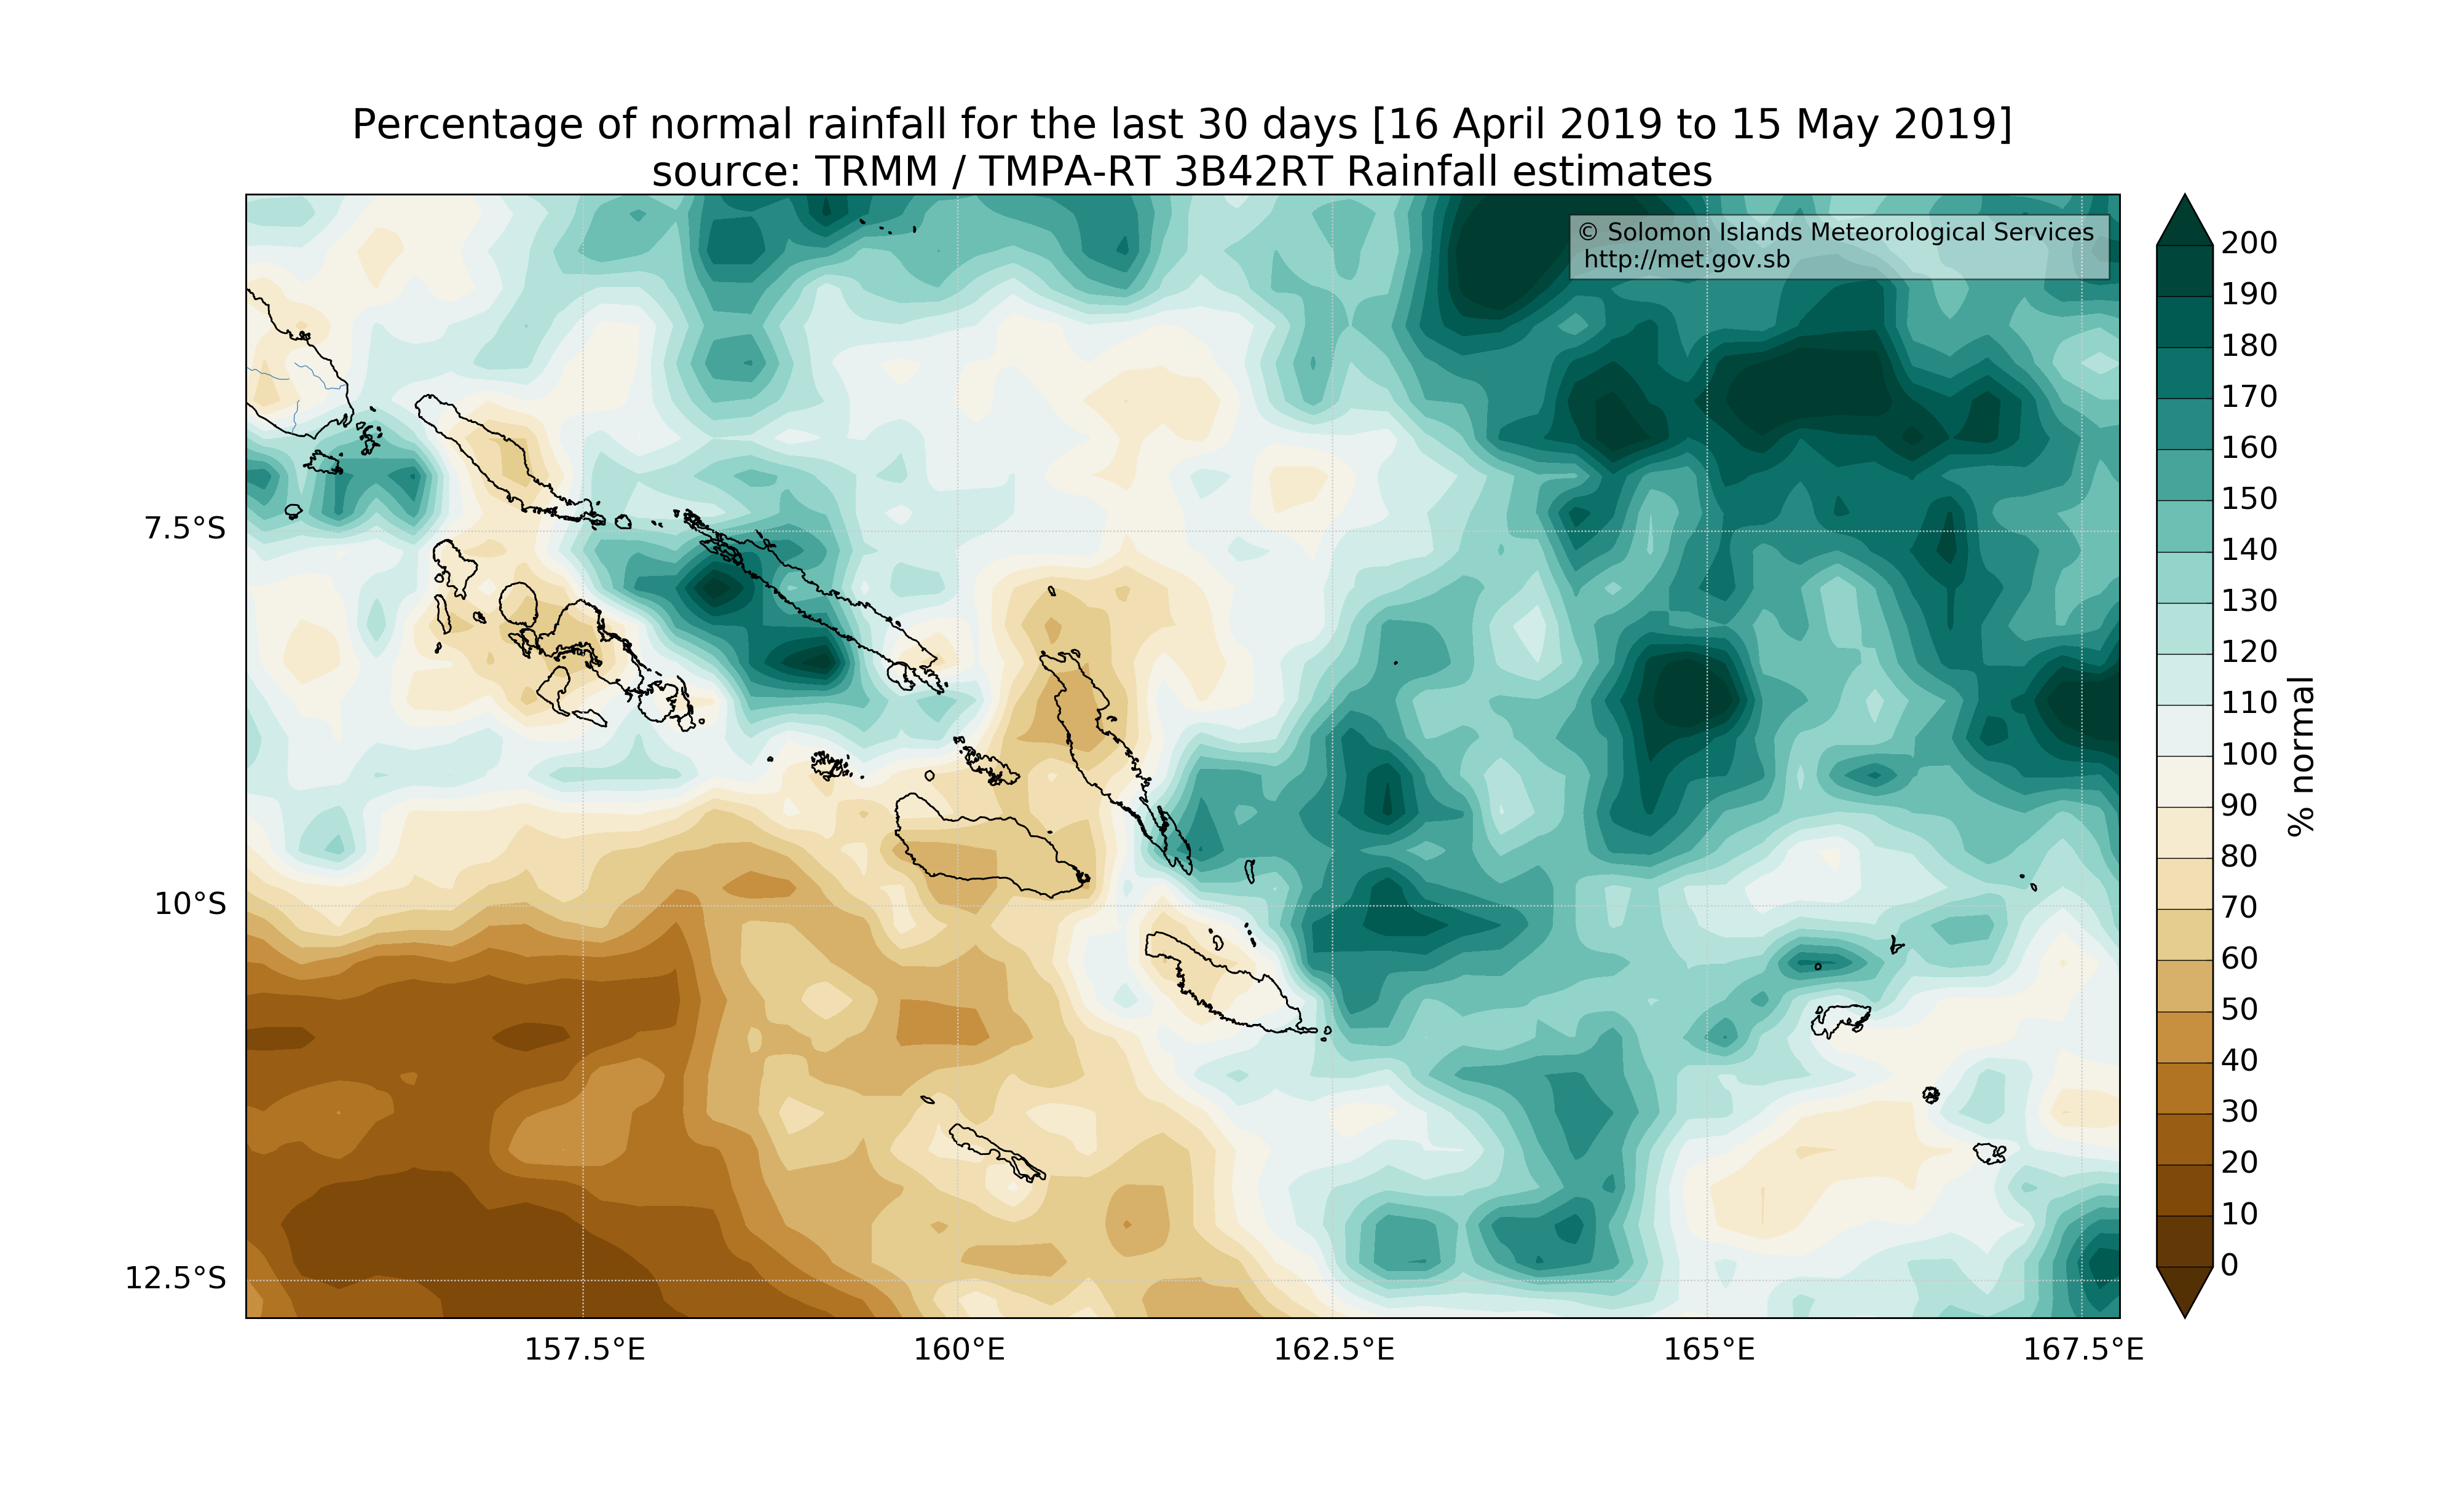 Percentage of normal rainfall for the last 30 days [16 April 2019 to 15 May 2019]
source: TRMM / TMPA-RT 3B42RT Rainfall estimates
© Solomon Islands Meteorological Services
http://met.gov.sb
7.5°S
10°S
12.5°S
157.5°E
160°E
162.5°E
165°E
167.5°E
200
190
180
170
160
150
140
130
120
110
100
90
80
70
60
50
40
30
20
10
0
% normal